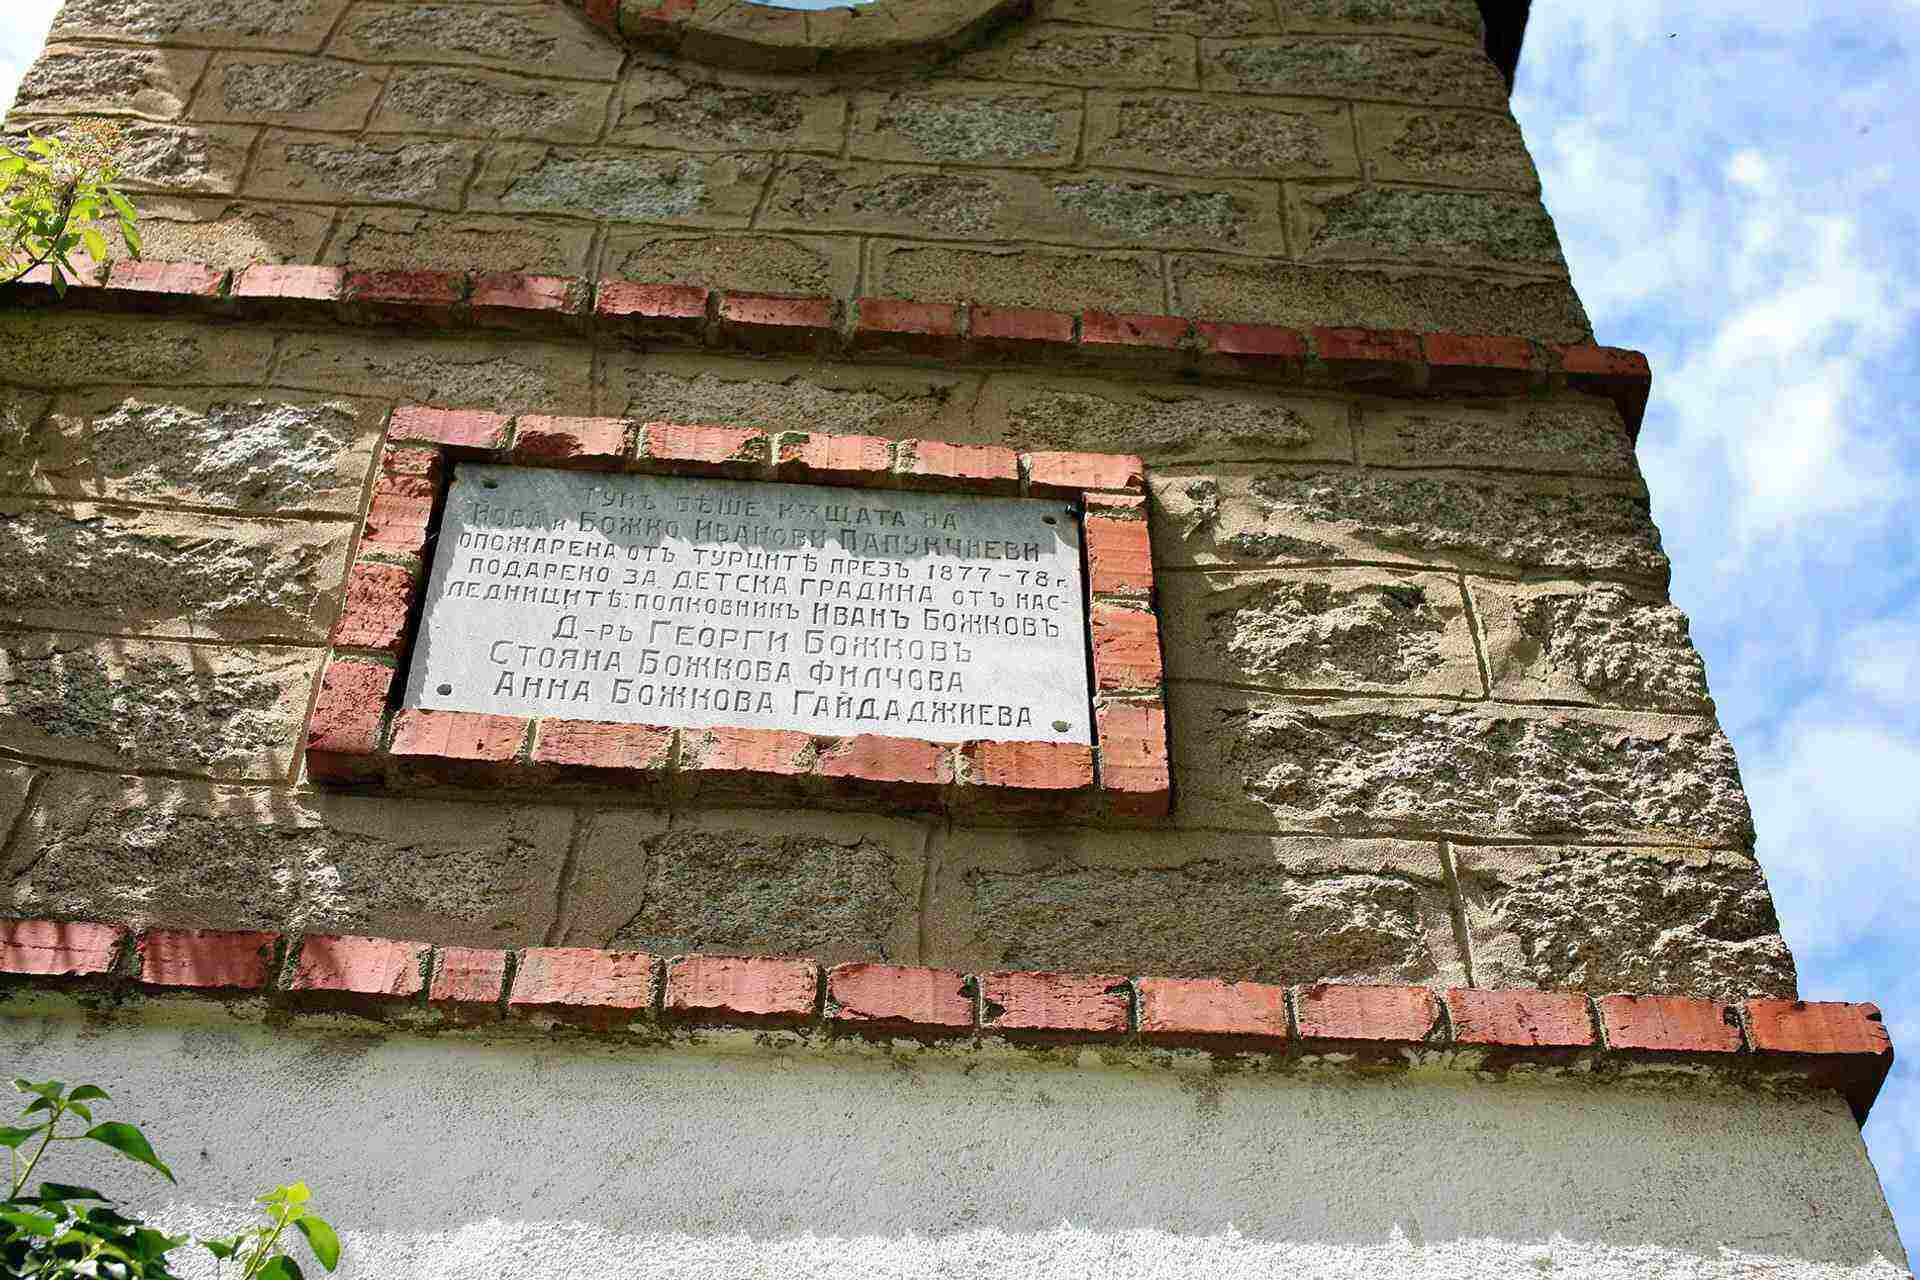 Тукъ бѣше кѫщата на
Нова и Божко Иванови Папукчиеви
опожарена отъ турцитѣ презъ 1877-78 г.
подарено за детска градина отъ нас-
ледницитѣ: полковникъ Иванъ Божковъ
Д-ръ Георги Божковъ
Стояна Божкова Филчова
Анна Божкова Гайдаджиева